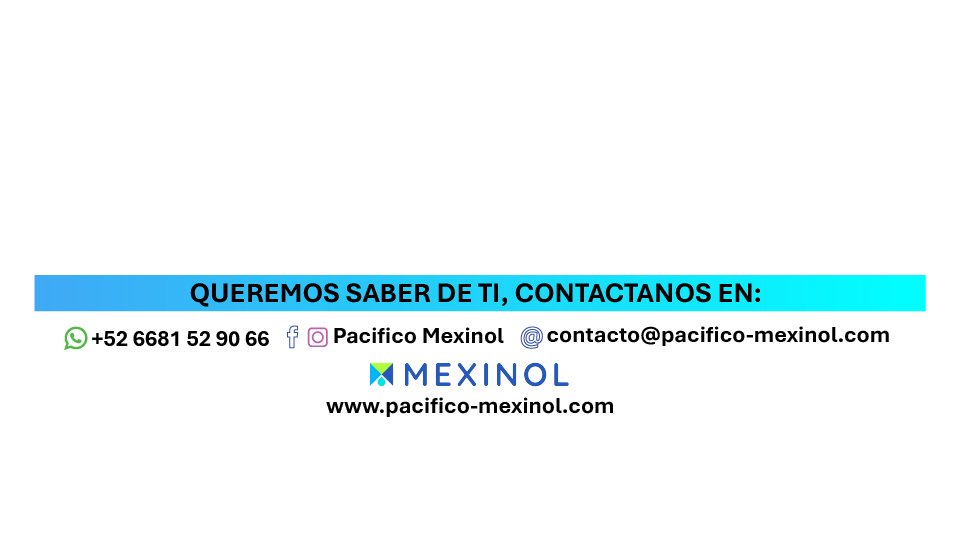 QUEREMOS SABER DE TI, CONTACTANOS EN:
+52 6681 52 90 66 Pacifico Mexinol @contacto@pacifico-mexinol.com
MEXINOL
www.pacifico-mexinol.com